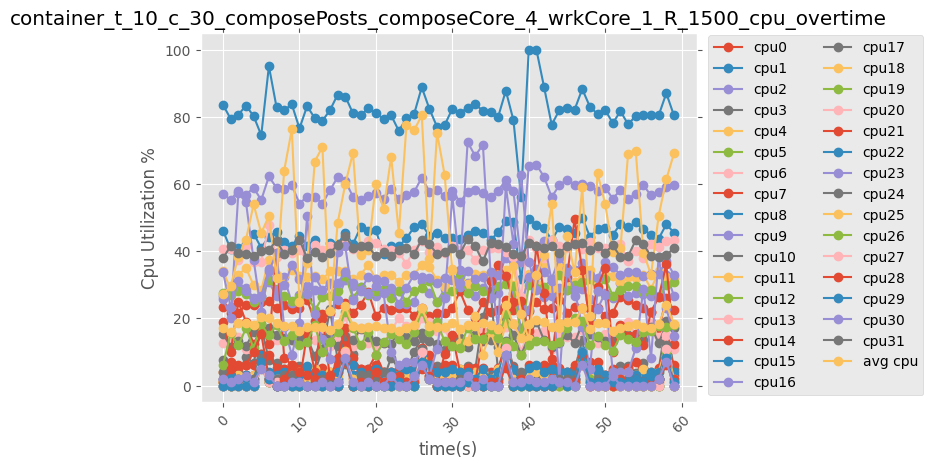 container_t_10_c_30_composePosts_composeCore_4_wrkCore_1_R_1500_cpu_overtime
Cpu Utilization %
100
80
60
40
20
0
0
10
20
30
40
50
60
time(s)
cpu0
cpu1
cpu2
cpu3
cpu4
cpu5
cpu6
cpu7
cpu8
cpu9
cpu10
cpu11
cpu12
cpu13
cpu14
cpu15
cpu16
cpu17
cpu18
cpu19
cpu20
cpu21
cpu22
cpu23
cpu24
cpu25
cpu26
cpu27
cpu28
cpu29
cpu30
cpu31
avg cpu